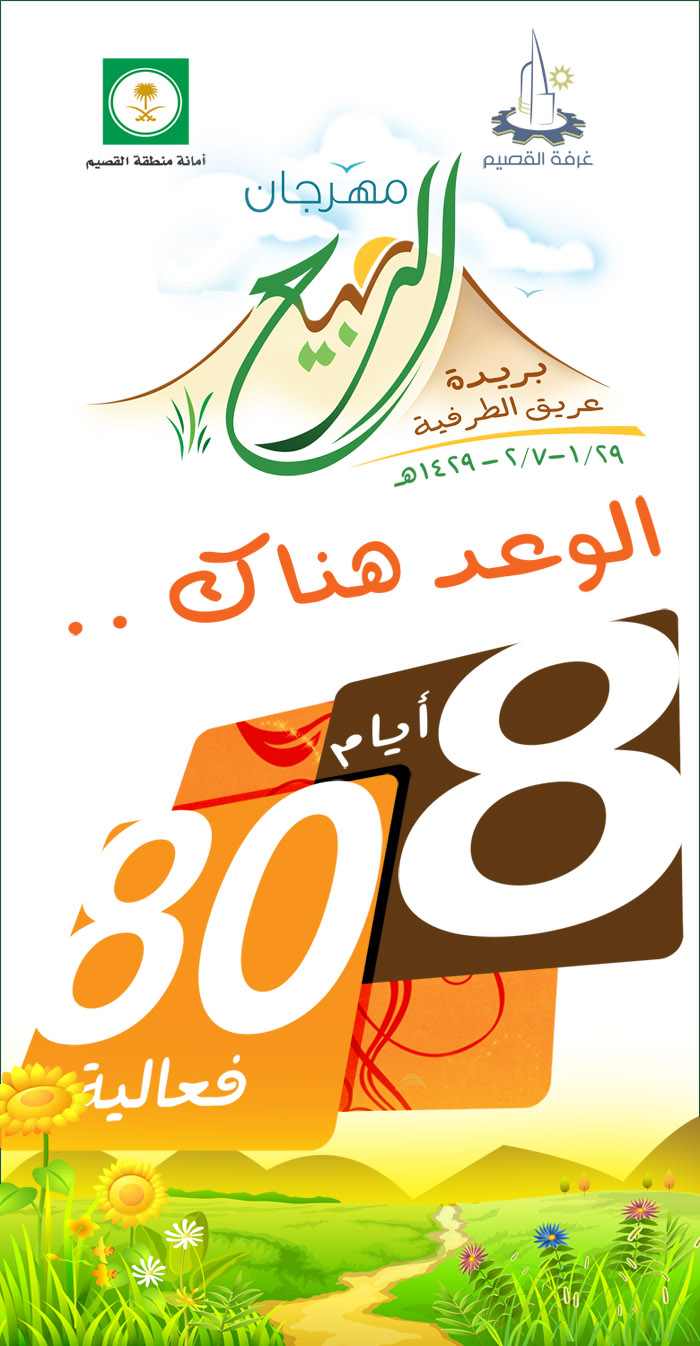 غرفة القصيم
أمانة منطقة القصيم
مهرجان
الربيع
بريدة
عريق الطرفية
١/٢٩ – ٢/٧ – ١٤٢٩هـ
الوعد هناك ..
8
أيام
80
فعالية